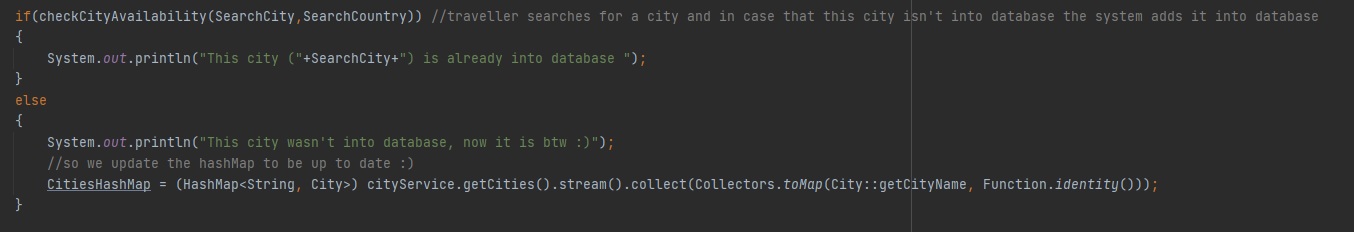 if(checkCityAvailability(SearchCity,SearchCountry)) //traveller searches for a city and in case that this city isn't into database the system adds it into database
{
System.out.println("This city ("+SearchCity+") is already into database ");
}
else
{
System.out.println("This city wasn't into database, now it is btw :)");
//so we update the hashMap to be up to date :)
CitiesHashMap = (HashMap<String, City>) cityService.getCities().stream().collect(Collectors.toMap(City::getCityName, Function.identity()));
}